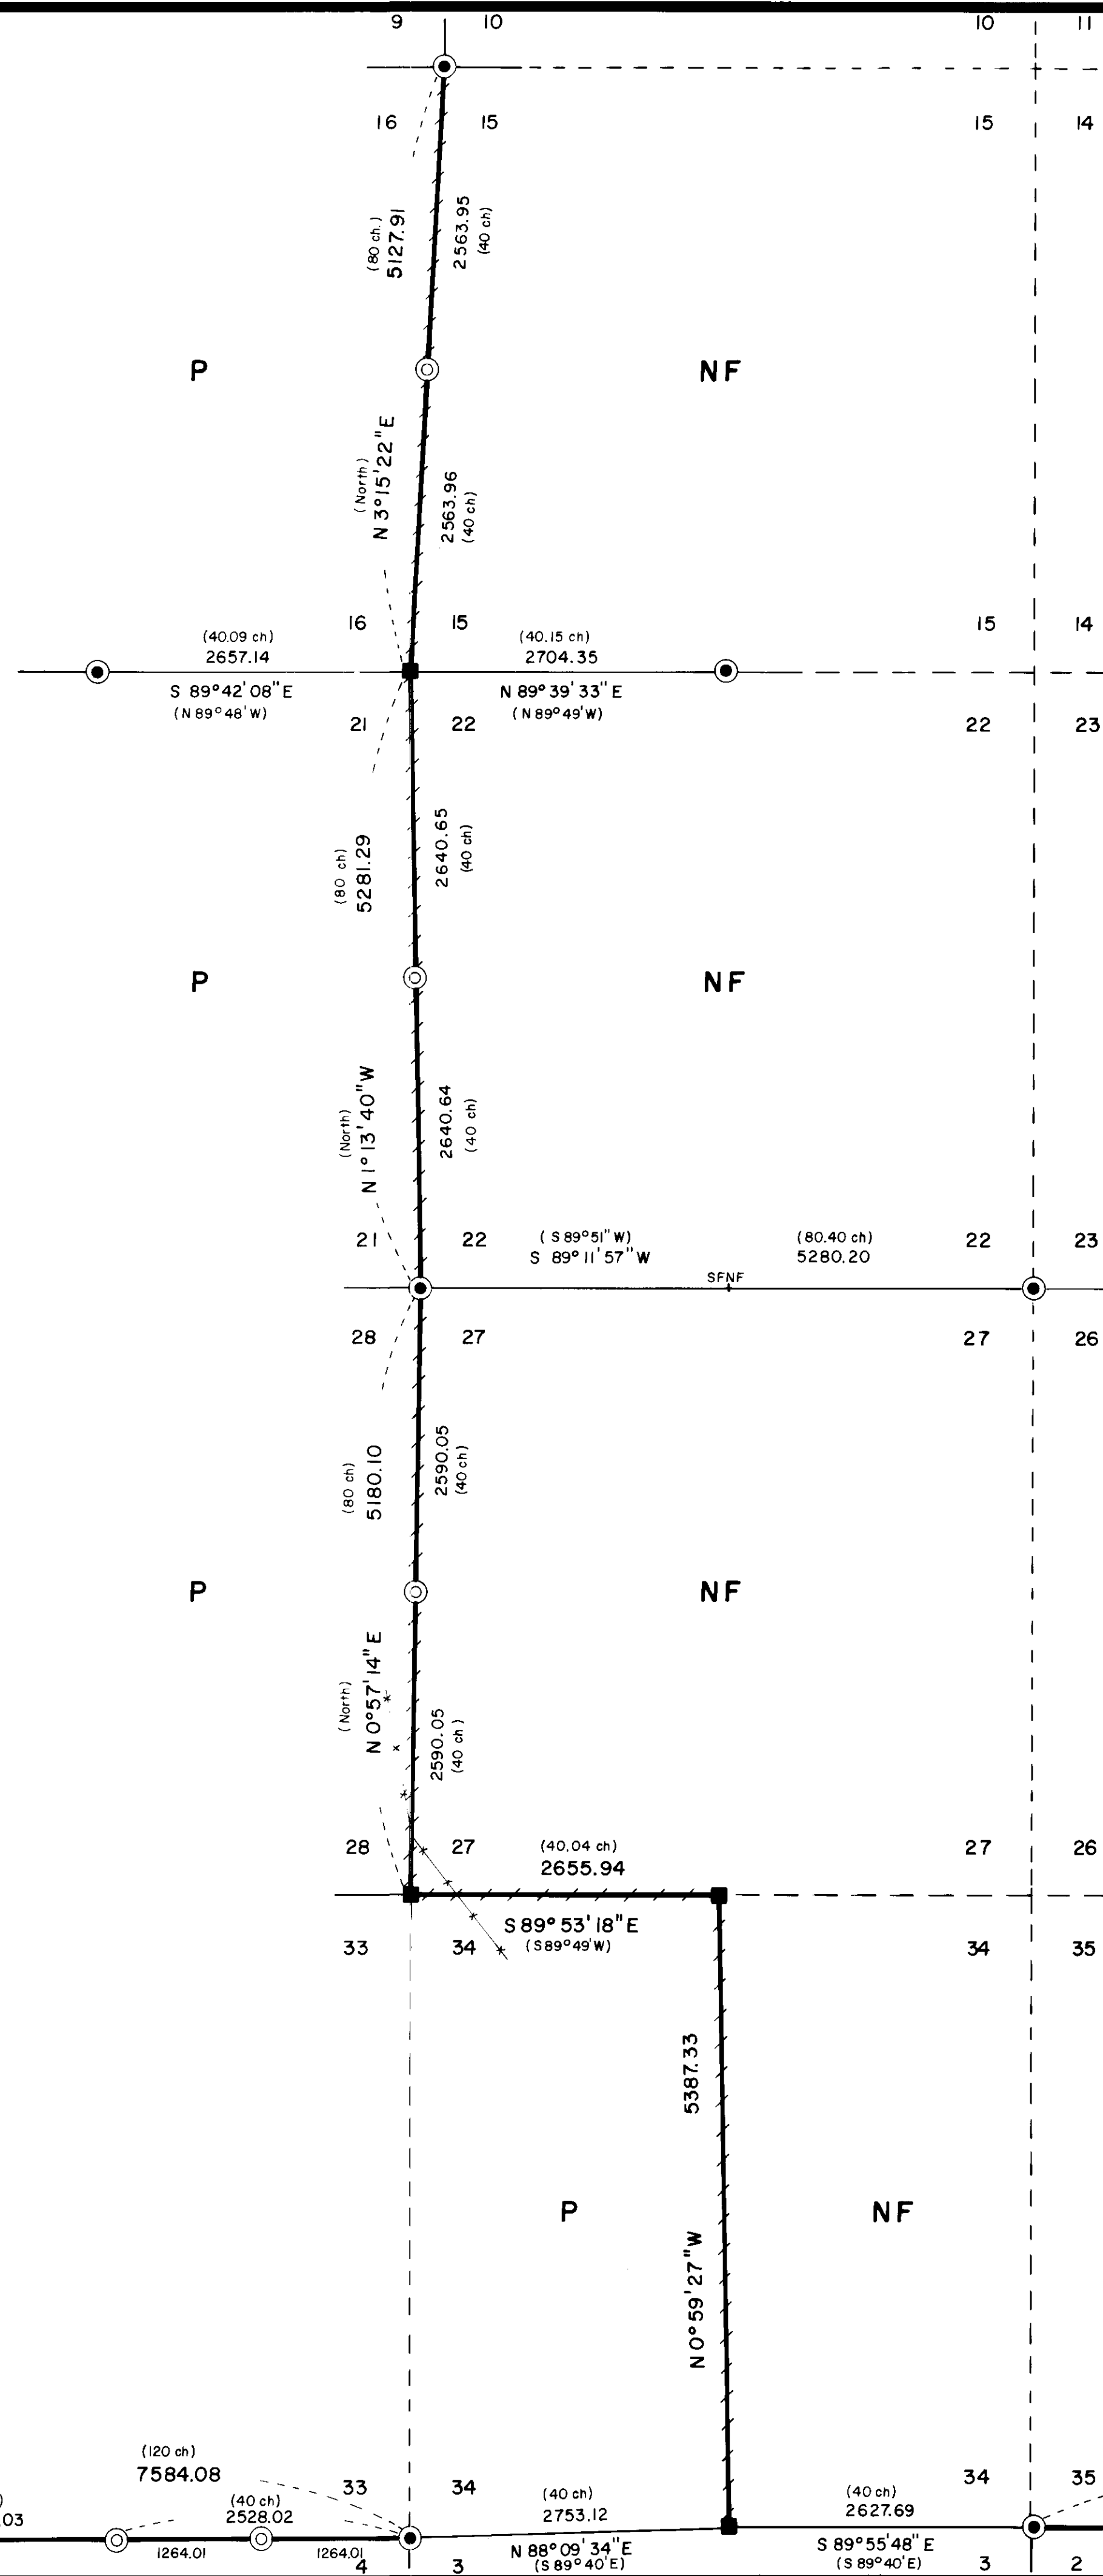 9 10 10 11
16 15 15 14
(80 ch.)
5127.91
2563.95
(40 ch)
P NF
(North)
N 3°15'22"E
2563.96
(40 ch)
16 15 15 14
(40.09 ch)
2657.14
S 89°42'08"E
(N 89°48'W)
(40.15 ch)
2704.35
N 89°39'33"E
(N 89°49'W)
21 22 22 23
(80 ch)
5281.29
2640.65
(40 ch)
P NF
(North)
N 1°13'40"W
2640.64
(40 ch)
21 22 22 23
(S 89°51"W)
S 89°11'57"W
(80.40 ch)
5280.20
SFNF
28 27 27 26
(80 ch)
5180.10
2590.05
(40 ch)
P NF
(North)
N 0°57'14"E
2590.05
(40 ch)
28 27 27 26
(40.04 ch)
2655.94
S 89°53'18"E
(S89°49'W)
33 34 34 35
5387.33
P NF
N 0°59'27"W
(120 ch)
7584.08
33 34 34 35
)
.03
(40 ch)
2528.02
1264.01 1264.01
(40 ch)
2753.12
N 88°09'34"E
(S 89°40'E)
(40 ch)
2627.69
S 89°55'48"E
(S 89°40'E)
4 3 3 2